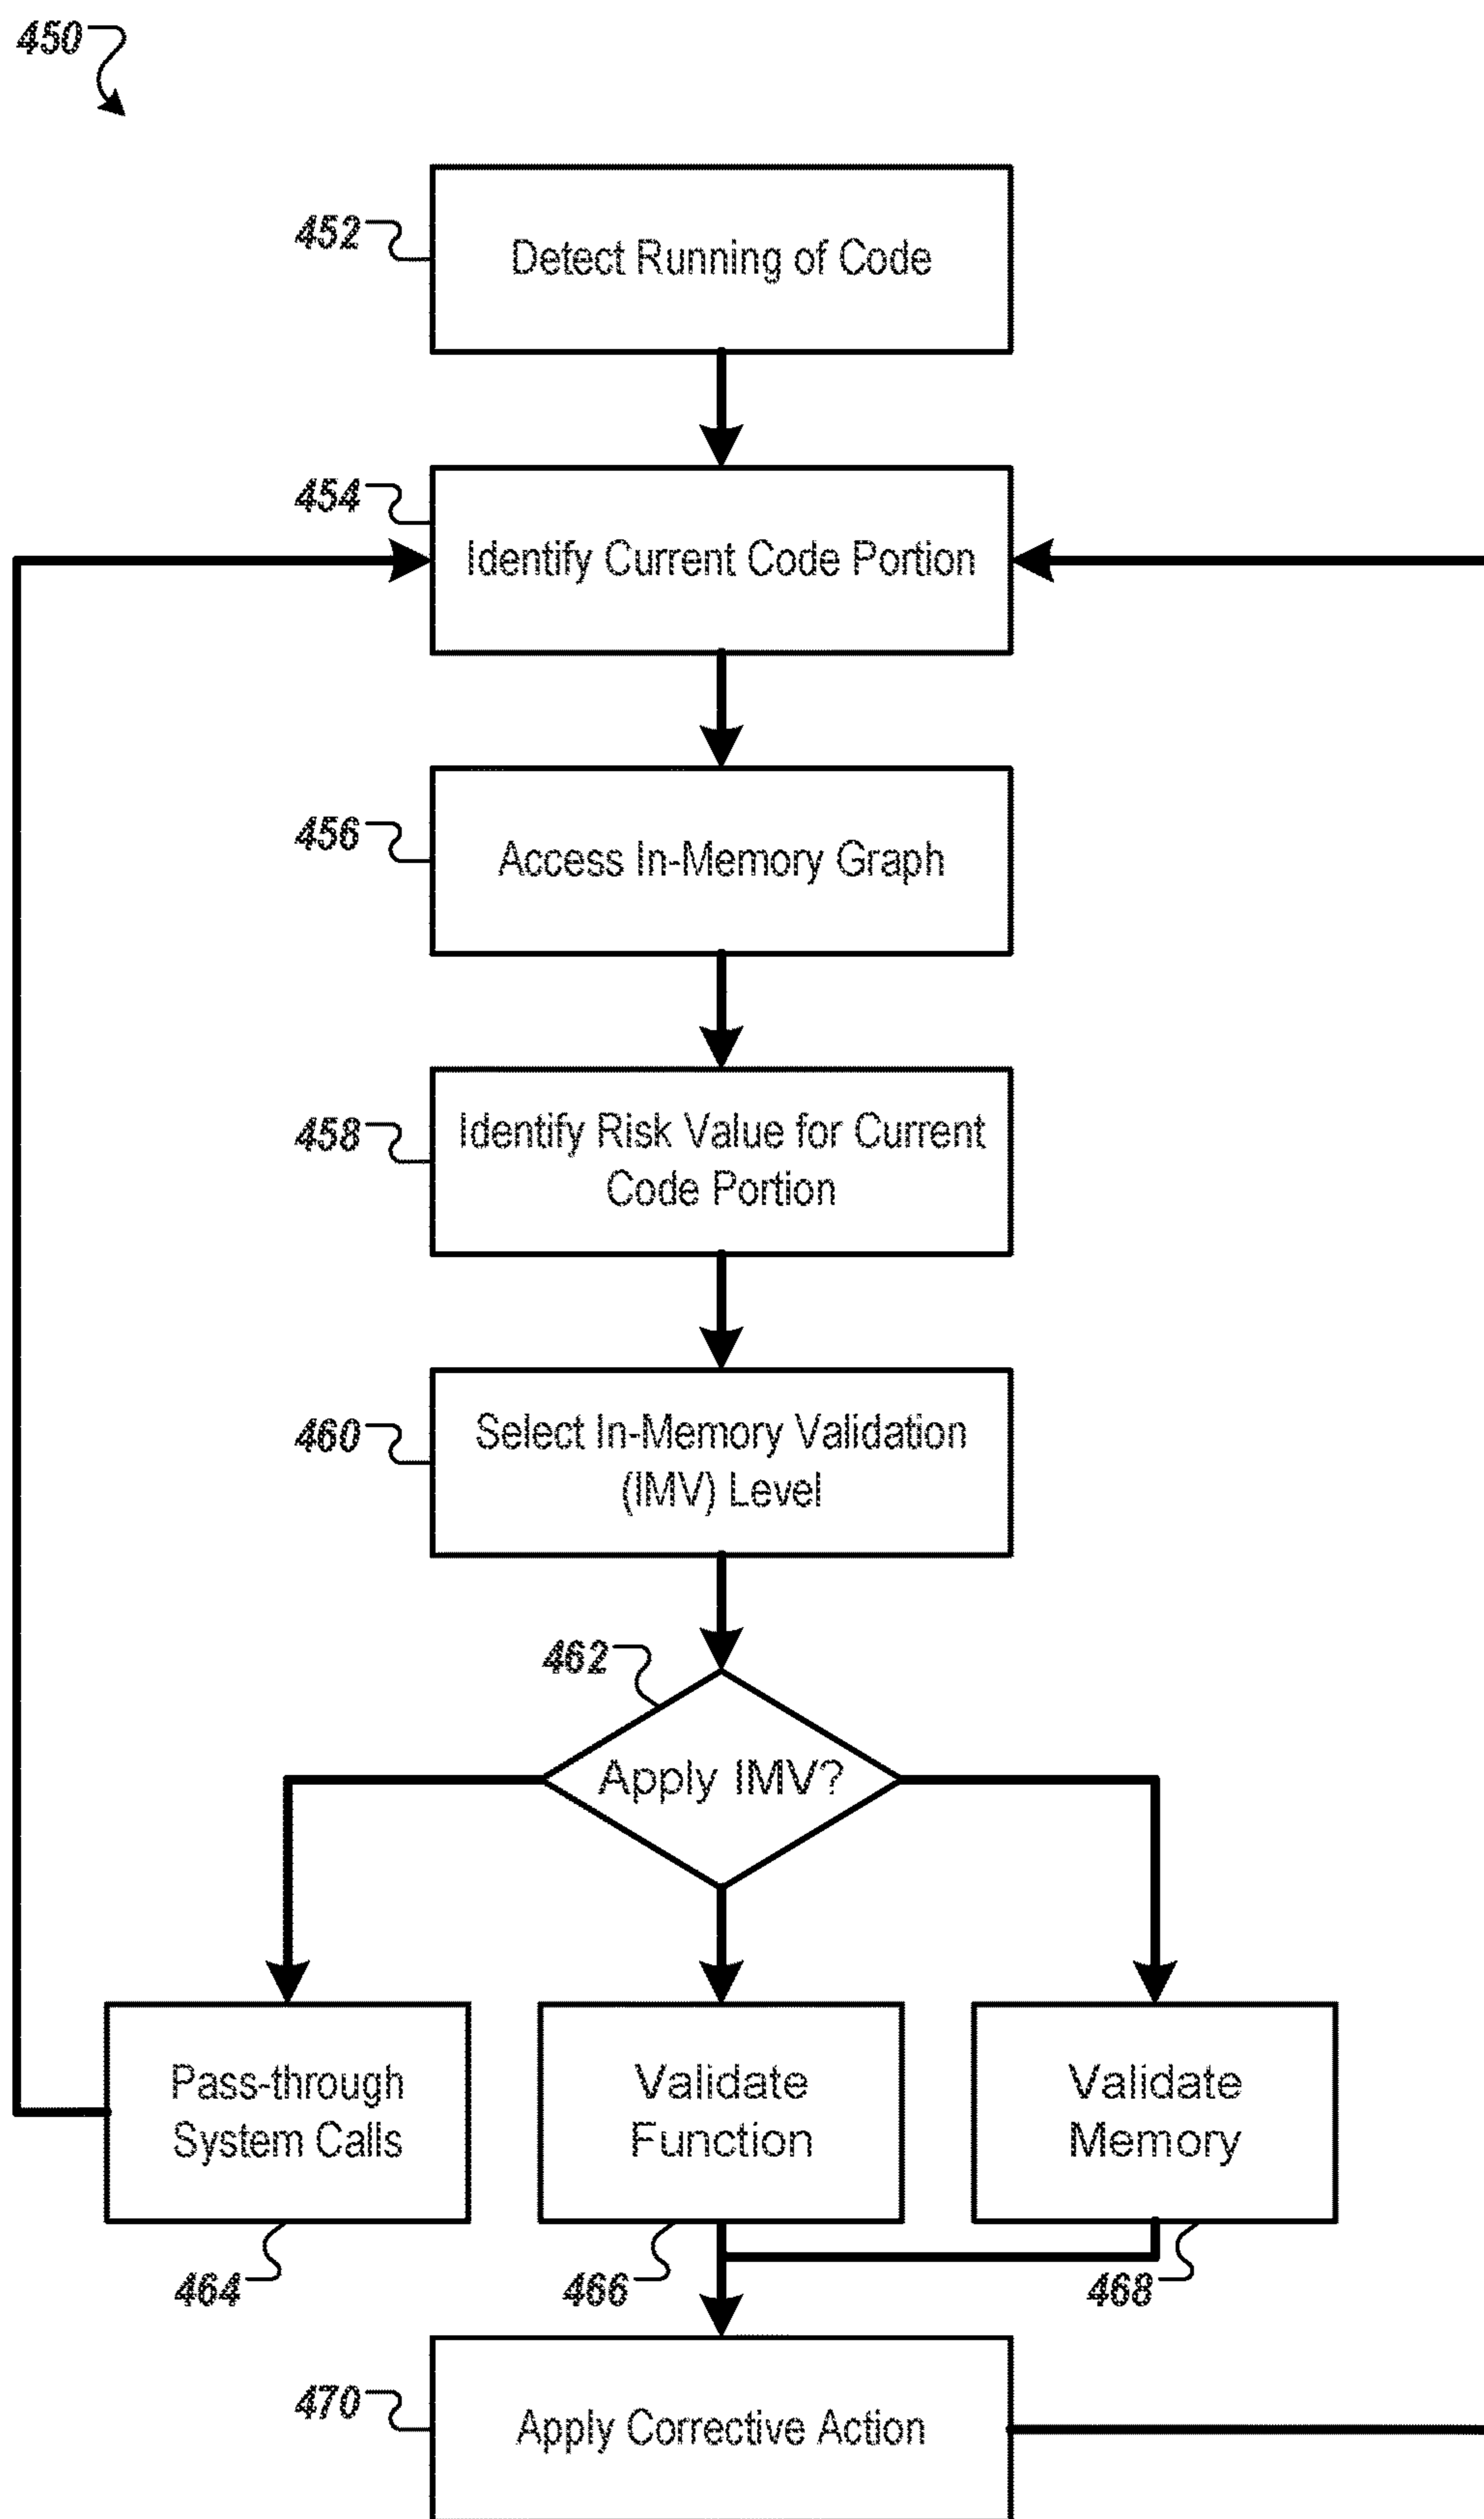 450
452
Detect Running of Code
454
Identify Current Code Portion
456
Access In-Memory Graph
458
Identify Risk Value for Current
Code Portion
460
Select In-Memory Validation
(IMV) Level
462
Apply IMV?
Pass-through
System Calls
Validate
Function
Validate
Memory
464
466
468
470
Apply Corrective Action